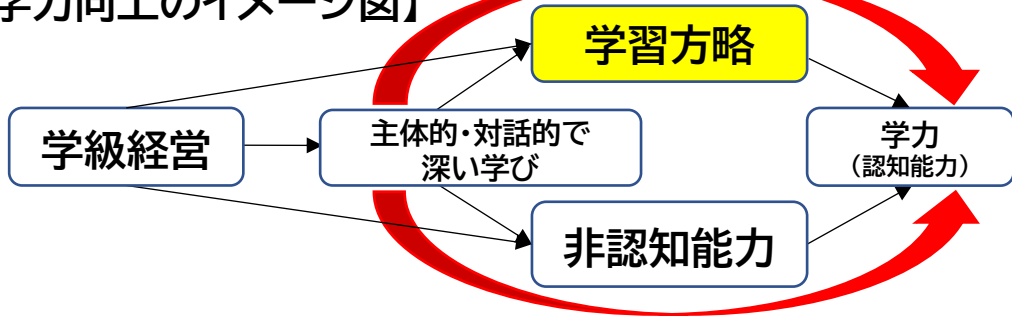 学力向上のイメージ図】
学習方略
学級経営
主体的・対話的で
深い学び
学力
（認知能力）
非認知能力